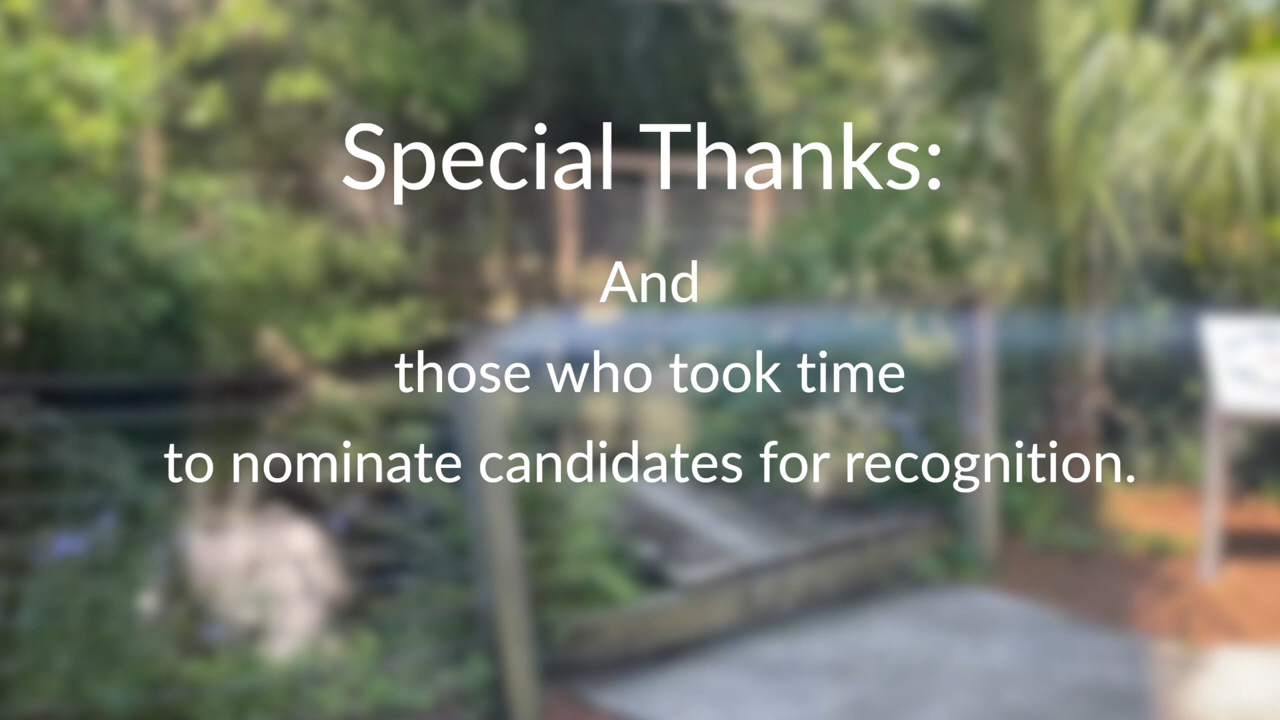 Special Thanks:
And
those who took time
to nominate candidates for recognition.